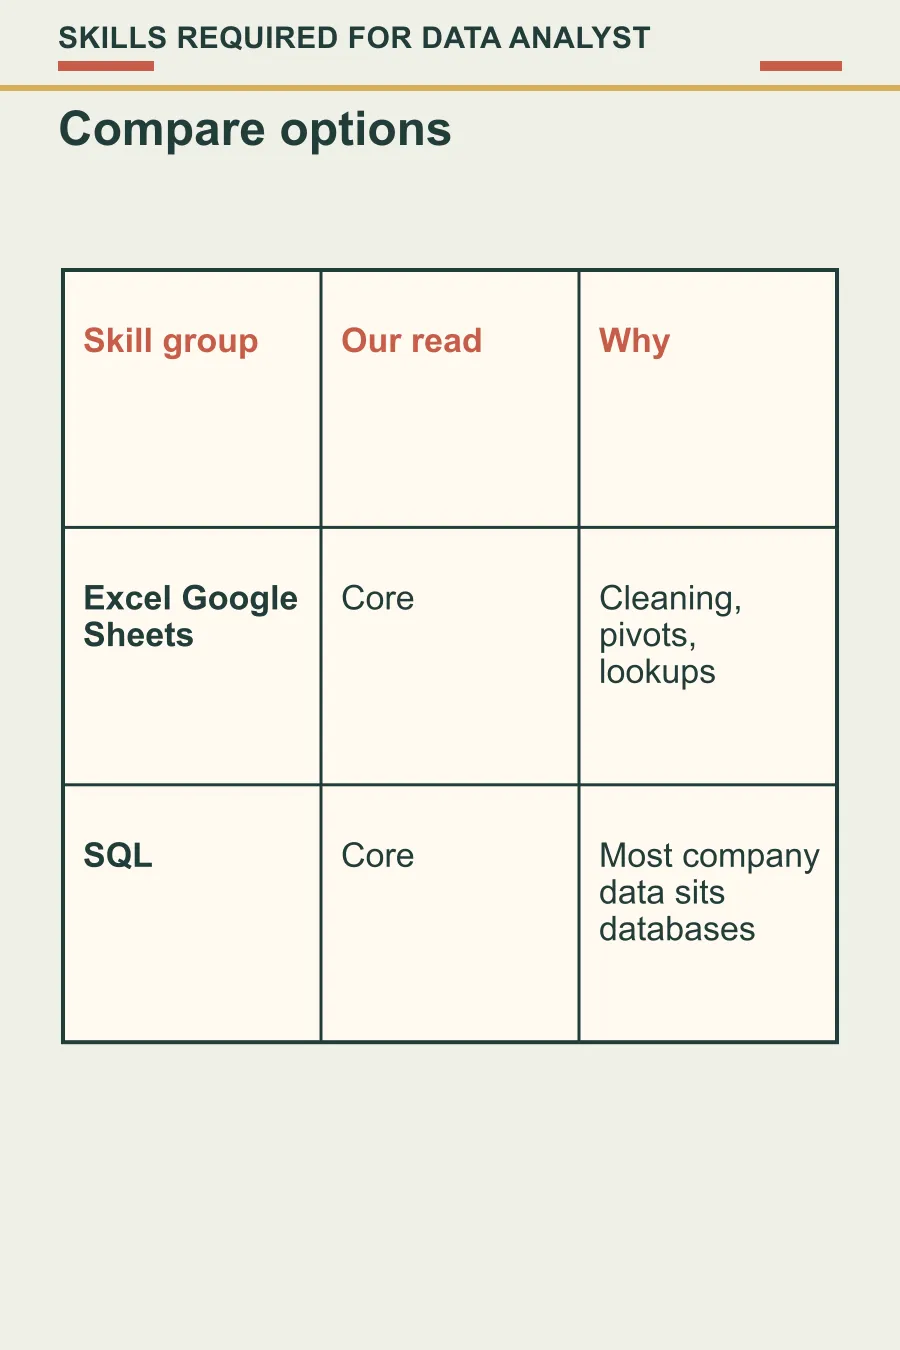 SKILLS REQUIRED FOR DATA ANALYST
Compare options
Skill group
Our read
Why
Excel Google
Sheets
Core
Cleaning,
pivots,
lookups
SQL
Core
Most company
data sits
databases